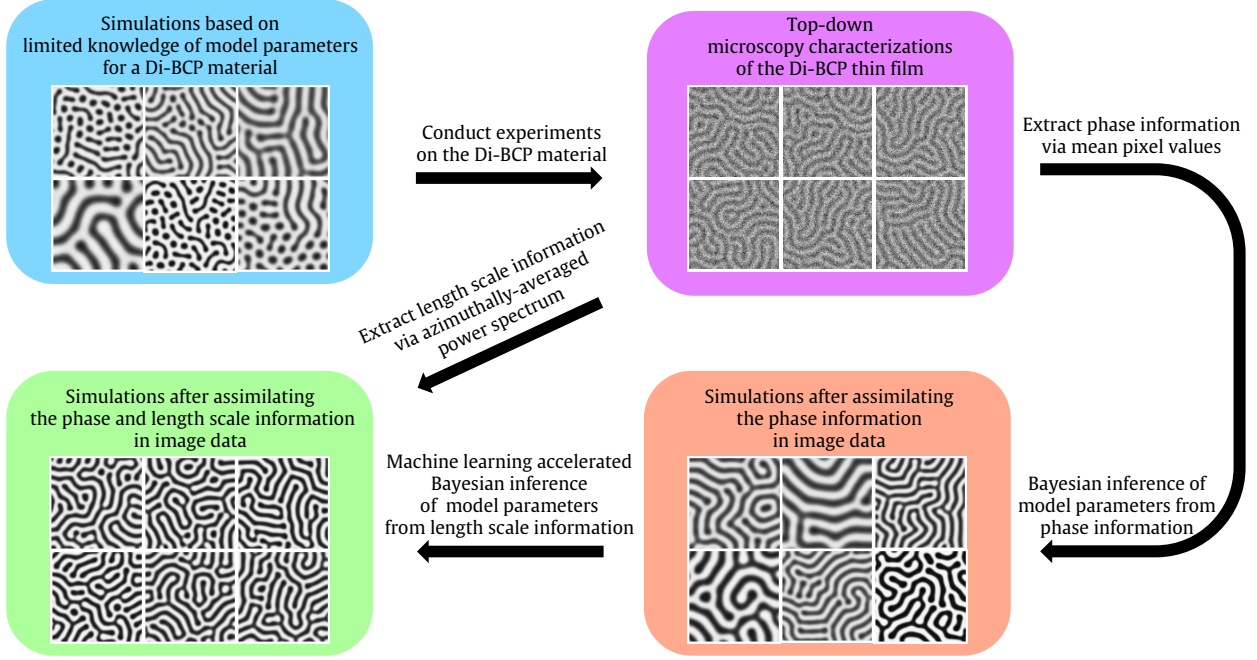 Simulations based on
limited knowledge of model parameters
for a Di-BCP material
Conduct experiments
on the Di-BCP material
Top-down
microscopy characterizations
of the Di-BCP thin film
Extract phase information
via mean pixel values
Extract length scale information
via azimuthally-averaged
power spectrum
Simulations after assimilating
the phase and length scale information
in image data
Machine learning accelerated
Bayesian inference
of model parameters
from length scale information
Simulations after assimilating
the phase information
in image data
Bayesian inference of
model parameters from
phase information